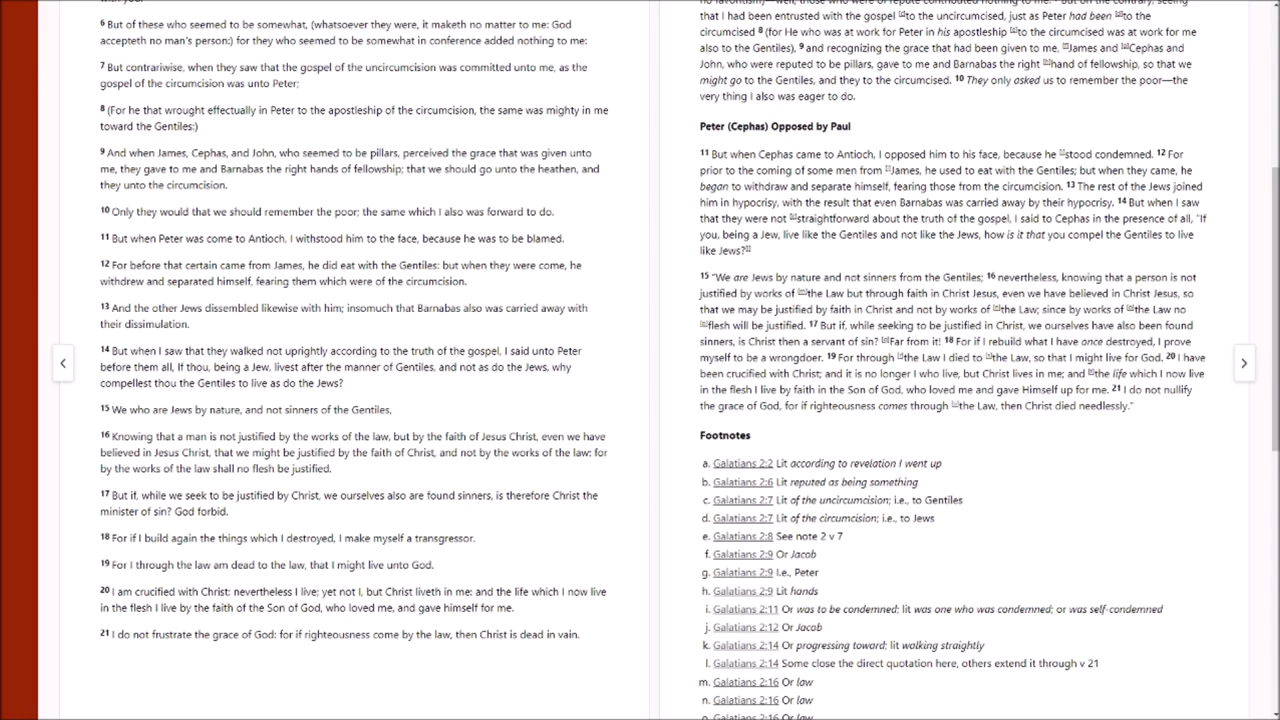 6 But of these who seemed to be somewhat, (whatsoever they were, it maketh no matter to me: God
accepteth no man's person:) for they who seemed to be somewhat in conference added nothing to me:
7 But contrariwise, when they saw that the gospel of the uncircumcision was committed unto me, as the
gospel of the circumcision was unto Peter;
8 (For he that wrought effectually in Peter to the apostleship of the circumcision, the same was mighty in me
toward the Gentiles:)
9 And when James, Cephas, and John, who seemed to be pillars, perceived the grace that was given unto
me, they gave to me and Barnabas the right hands of fellowship; that we should go unto the heathen, and
they unto the circumcision.
10 Only they would that we should remember the poor; the same which I also was forward to do.
11 But when Peter was come to Antioch, I withstood him to the face, because he was to be blamed.
12 For before that certain came from James, he did eat with the Gentiles: but when they were come, he
withdrew and separated himself, fearing them which were of the circumcision.
13 And the other Jews dissembled likewise with him; insomuch that Barnabas also was carried away with
their dissimulation.
14 But when I saw that they walked not uprightly according to the truth of the gospel, I said unto Peter
before them all, If thou, being a Jew, livest after the manner of Gentiles, and not as do the Jews, why
compellest thou the Gentiles to live as do the Jews?
15 We who are Jews by nature, and not sinners of the Gentiles,
16 Knowing that a man is not justified by the works of the law, but by the faith of Jesus Christ, even we have
believed in Jesus Christ, that we might be justified by the faith of Christ, and not by the works of the law: for
by the works of the law shall no flesh be justified.
17 But if, while we seek to be justified by Christ, we ourselves also are found sinners, is therefore Christ the
minister of sin? God forbid.
18 For if I build again the things which I destroyed, I make myself a transgressor.
19 For I through the law am dead to the law, that I might live unto God.
20 I am crucified with Christ: nevertheless I live; yet not I, but Christ liveth in me: and the life which I now live
in the flesh I live by the faith of the Son of God, who loved me, and gave himself for me.
21 I do not frustrate the grace of God: for if righteousness come by the law, then Christ is dead in vain.
that I had been entrusted with the gospel to the uncircumcised, just as Peter had been to the
circumcised 8 (for He who was at work for Peter in his apostleship to the circumcised was at work for me
also to the Gentiles), 9 and recognizing the grace that had been given to me, James and Cephas and
John, who were reputed to be pillars, gave to me and Barnabas the right hand of fellowship, so that we
might go to the Gentiles, and they to the circumcised. 10 They only asked us to remember the poor—the
very thing I also was eager to do.
Peter (Cephas) Opposed by Paul
11 But when Cephas came to Antioch, I opposed him to his face, because he stood condemned. 12 For
prior to the coming of some men from James, he used to eat with the Gentiles; but when they came, he
began to withdraw and separate himself, fearing those from the circumcision. 13 The rest of the Jews joined
him in hypocrisy, with the result that even Barnabas was carried away by their hypocrisy. 14 But when I saw
that they were not straightforward about the truth of the gospel, I said to Cephas in the presence of all, "If
you, being a Jew, live like the Gentiles and not like the Jews, how is it that you compel the Gentiles to live
like Jews?
15 "We are Jews by nature and not sinners from the Gentiles; 16 nevertheless, knowing that a person is not
justified by works of the Law but through faith in Christ Jesus, even we have believed in Christ Jesus, so
that we may be justified by faith in Christ and not by works of the Law; since by works of the Law no
flesh will be justified. 17 But if, while seeking to be justified in Christ, we ourselves have also been found
sinners, is Christ then a servant of sin? Far from it! 18 For if I rebuild what I have once destroyed, I prove
myself to be a wrongdoer. 19 For through the Law I died to the Law, so that I might live for God. 20 I have
been crucified with Christ; and it is no longer I who live, but Christ lives in me; and the life which I now live
in the flesh I live by faith in the Son of God, who loved me and gave Himself up for me. 21 I do not nullify
the grace of God, for if righteousness comes through the Law, then Christ died needlessly."
Footnotes
a. Galatians 2:2 Lit according to revelation I went up
b. Galatians 2:6 Lit reputed as being something
c. Galatians 2:7 Lit of the uncircumcision; i.e., to Gentiles
d. Galatians 2:7 Lit of the circumcision; i.e., to Jews
e. Galatians 2:8 See note 2 v 7
f. Galatians 2:9 Or Jacob
g. Galatians 2:9 I.e., Peter
h. Galatians 2:9 Lit hands
i. Galatians 2:11 Or was to be condemned; lit was one who was condemned; or was self-condemned
j. Galatians 2:12 Or Jacob
k. Galatians 2:14 Or progressing toward; lit walking straightly
l. Galatians 2:14 Some close the direct quotation here, others extend it through v 21
m. Galatians 2:16 Or law
n. Galatians 2:16 Or law
o. Galatians 2:16 Or law